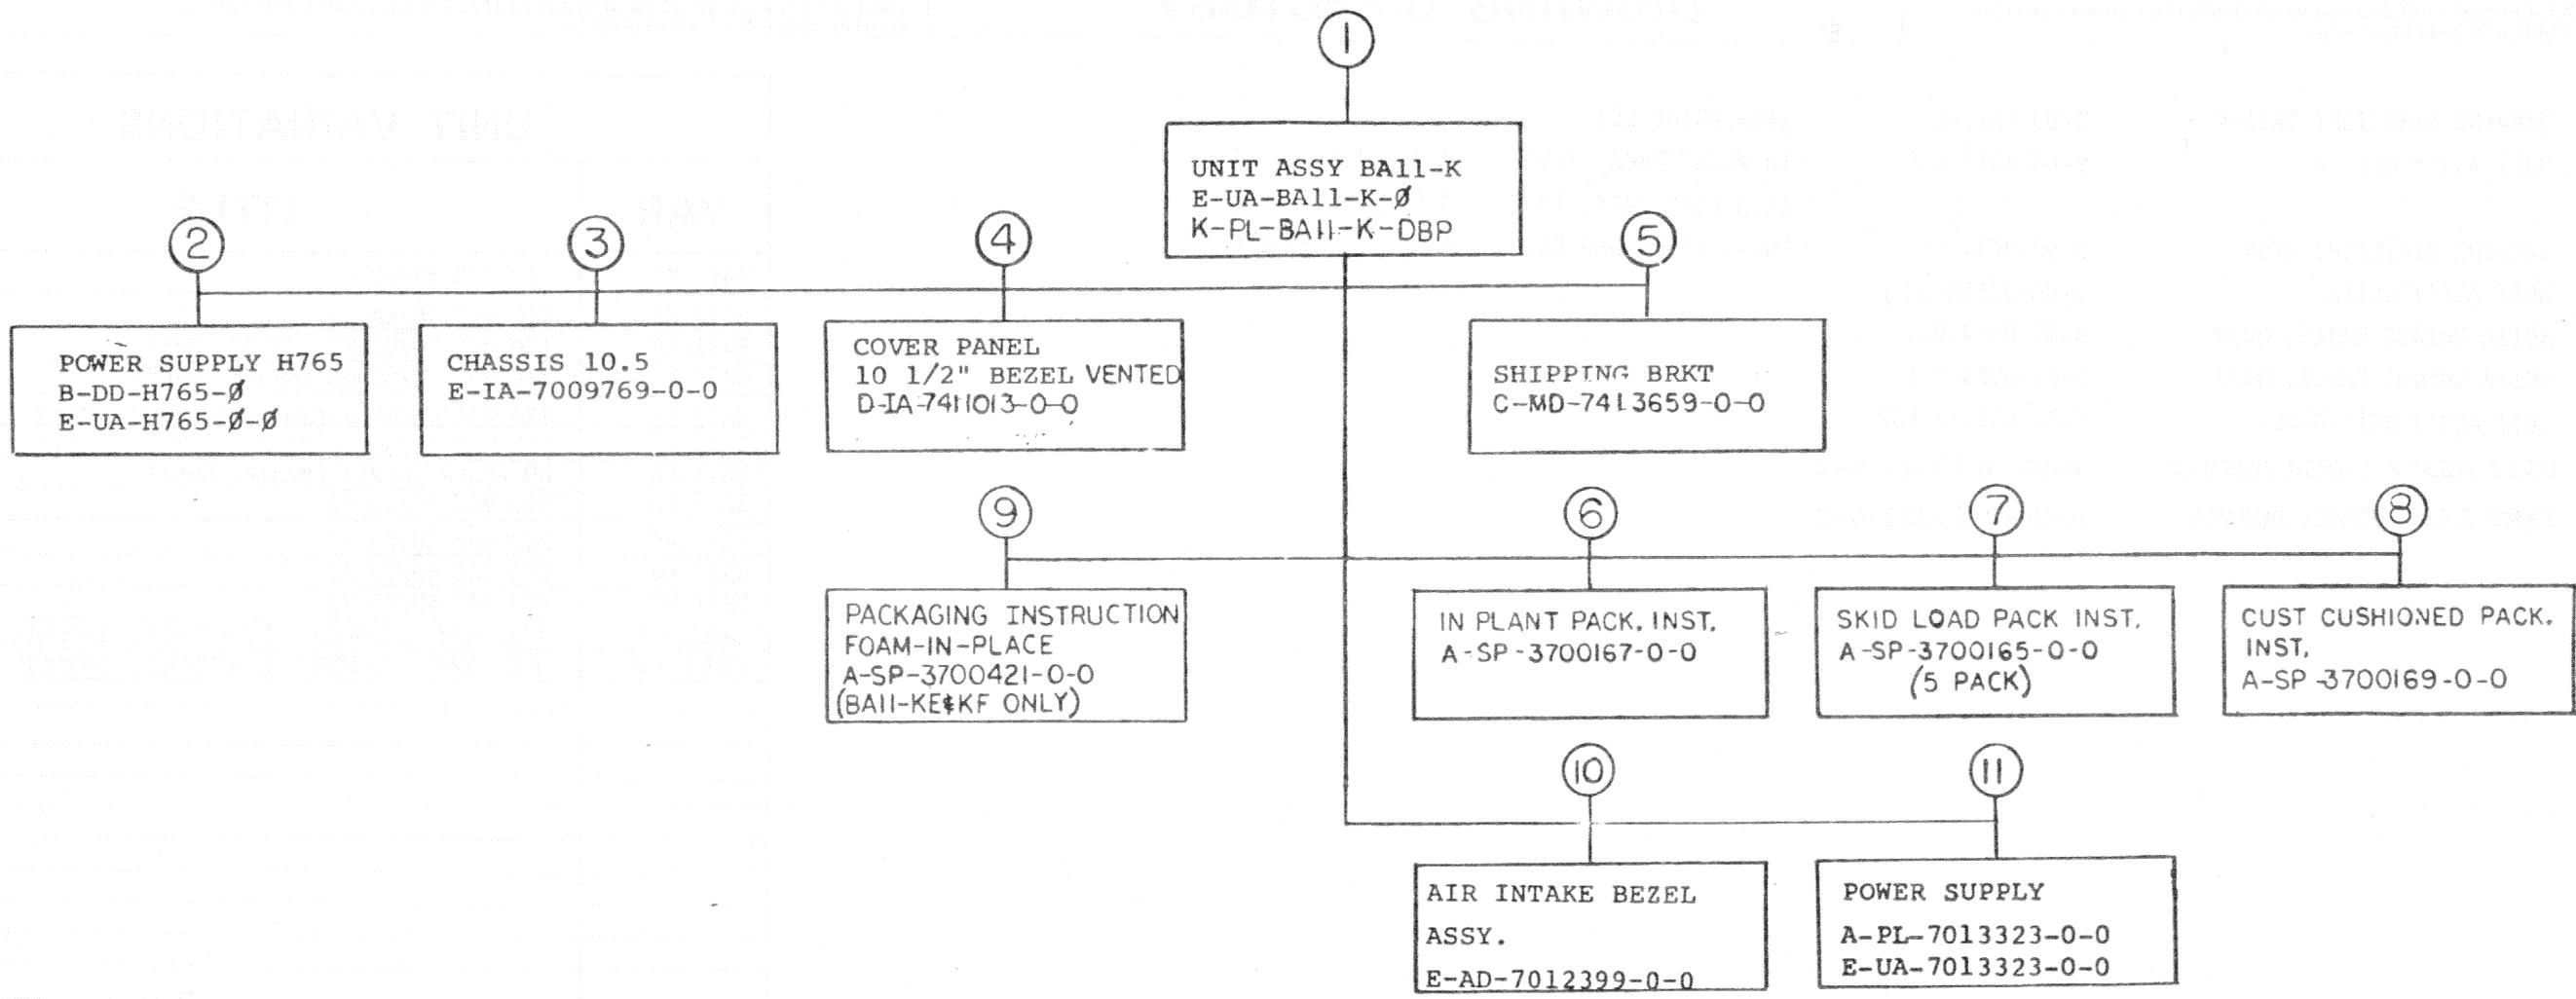 1
UNIT ASSY BA11-K
E-UA-BA11-K-Ø
K-PL-BA11-K-DBP
2
3
4
5
POWER SUPPLY H765
B-DD-H765-Ø
E-UA-H765-Ø-Ø
CHASSIS 10.5
E-IA-7009769-0-0
COVER PANEL
10 1/2" BEZEL VENTED
D-IA-7411013-0-0
SHIPPING BRKT
C-MD-7413659-0-0
9
6
7
8
PACKAGING INSTRUCTION
FOAM-IN-PLACE
A-SP-3700421-0-0
(BA11-KE&KF ONLY)
IN PLANT PACK. INST.
A-SP-3700167-0-0
SKID LOAD PACK INST.
A-SP-3700165-0-0
(5 PACK)
CUST CUSHIONED PACK.
INST.
A-SP-3700169-0-0
10
11
AIR INTAKE BEZEL
ASSY.
E-AD-7012399-0-0
POWER SUPPLY
A-PL-7013323-0-0
E-UA-7013323-0-0